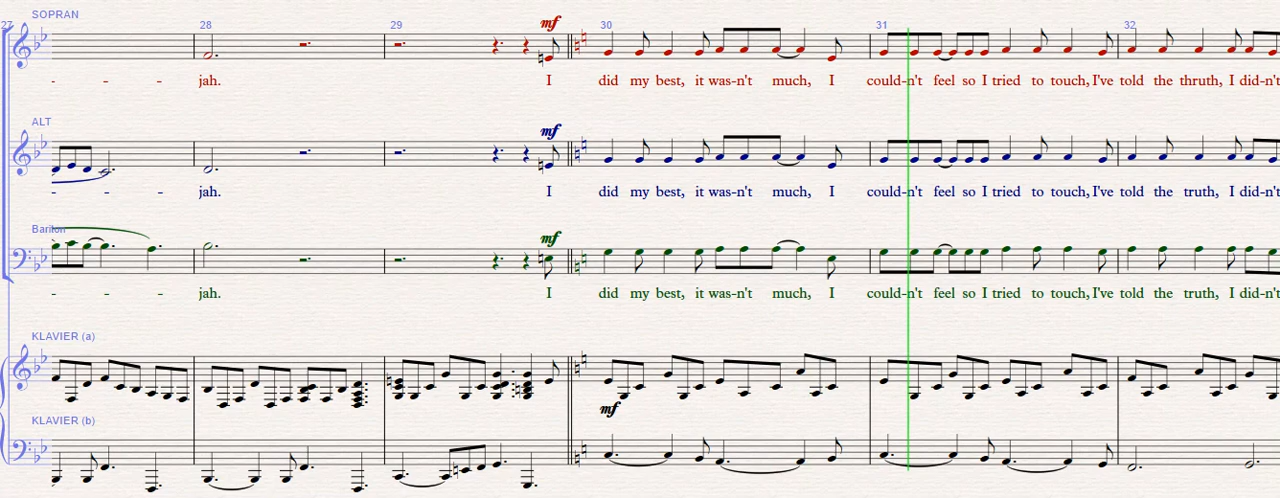 SOPRAN
27 28 29 30 31 32
mf
- - - jah. I did my best, it was-n't much, I could-n't feel so I tried to touch, I've told the thruth, I did-n't
ALT
mf
- - - jah. I did my best, it was-n't much, I could-n't feel so I tried to touch, I've told the truth, I did-n't
Bariton
mf
- - - jah. I did my best, it was-n't much, I could-n't feel so I tried to touch, I've told the truth, I did-n't
KLAVIER (a)
mf
KLAVIER (b)